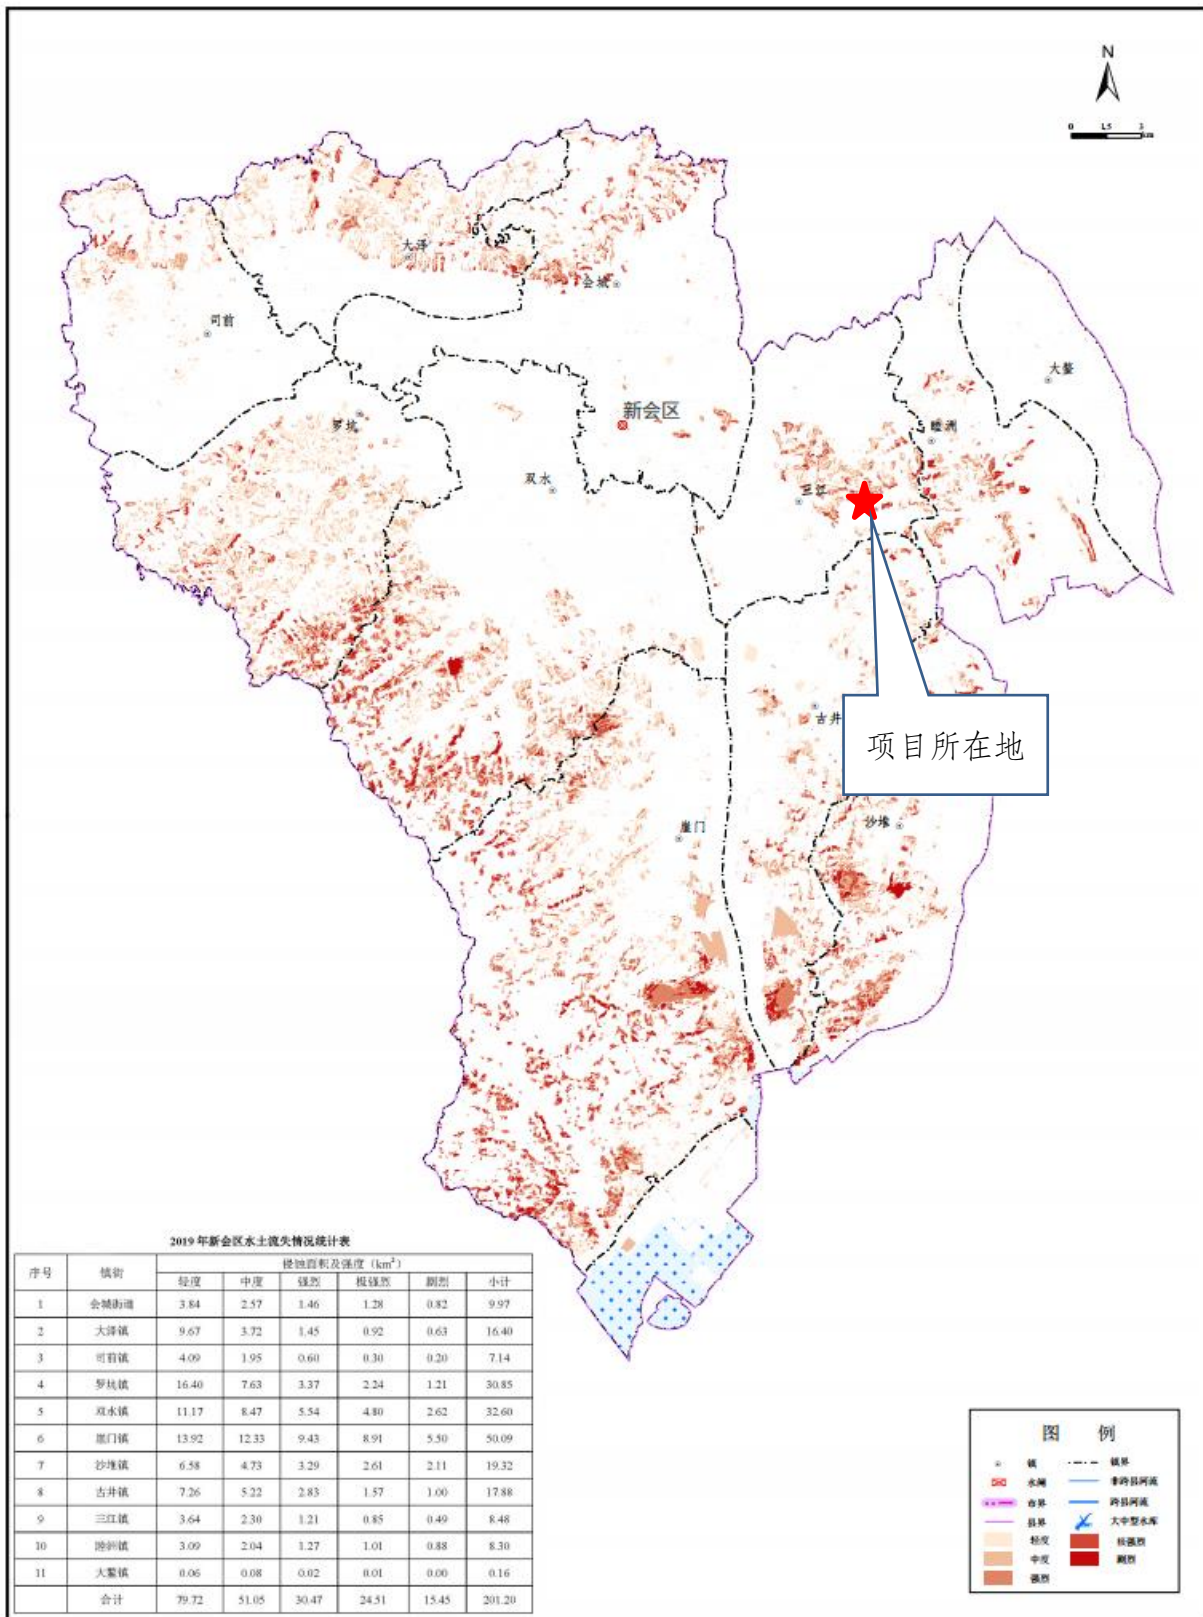 N
0 1.5 3
km
大泽
会城
司前
大鳌
罗坑
新会区
睦洲
双水
三江
古井
项目所在地
崖门
沙堆
2019年新会区水土流失情况统计表
序号 镇街 侵蚀面积及强度（km²）
轻度 中度 强烈 极强烈 剧烈 小计
1 会城街道 3.84 2.57 1.46 1.28 0.82 9.97
2 大泽镇 9.67 3.72 1.45 0.92 0.63 16.40
3 司前镇 4.09 1.95 0.60 0.30 0.20 7.14
4 罗坑镇 16.40 7.63 3.37 2.24 1.21 30.85
5 双水镇 11.17 8.47 5.54 4.80 2.62 32.60
6 崖门镇 13.92 12.33 9.43 8.91 5.50 50.09
7 沙堆镇 6.58 4.73 3.29 2.61 2.11 19.32
8 古井镇 7.26 5.22 2.83 1.57 1.00 17.88
9 三江镇 3.64 2.30 1.21 0.85 0.49 8.48
10 睦洲镇 3.09 2.04 1.27 1.01 0.88 8.30
11 大鳌镇 0.06 0.08 0.02 0.01 0.00 0.16
合计 79.72 51.05 30.47 24.51 15.45 201.20
图 例
镇 镇界
水闸 非跨县河流
市界 跨县河流
县界 大中型水库
轻度 极强烈
中度 剧烈
强烈